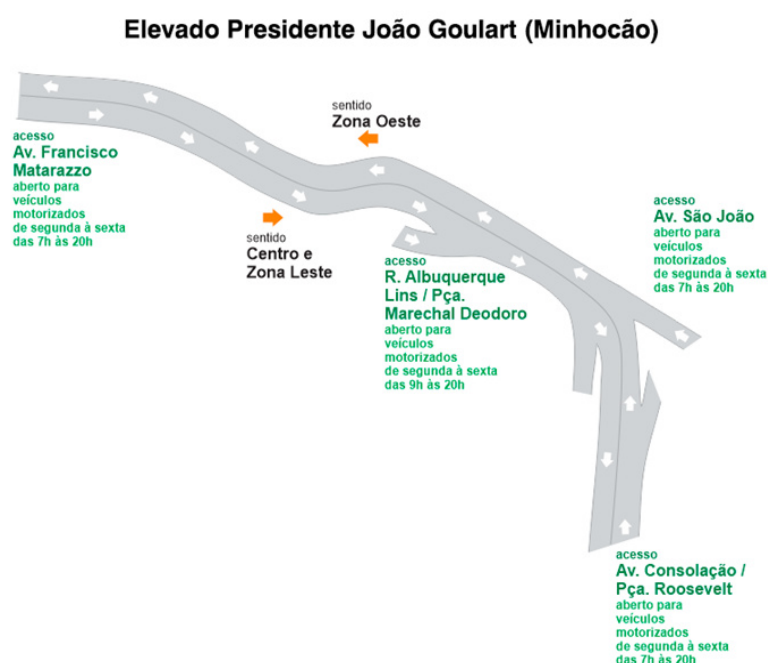 Elevado Presidente João Goulart (Minhocão)
sentido
Zona Oeste
acesso
Av. Francisco
Matarazzo
aberto para
veículos
motorizados
de segunda à sexta
das 7h às 20h
sentido
Centro e
Zona Leste
acesso
Av. São João
aberto para
veículos
motorizados
de segunda à sexta
das 7h às 20h
acesso
R. Albuquerque
Lins / Pça.
Marechal Deodoro
aberto para
veículos
motorizados
de segunda à sexta
das 9h às 20h
acesso
Av. Consolação /
Pça. Roosevelt
aberto para
veículos
motorizados
de segunda à sexta
das 7h às 20h